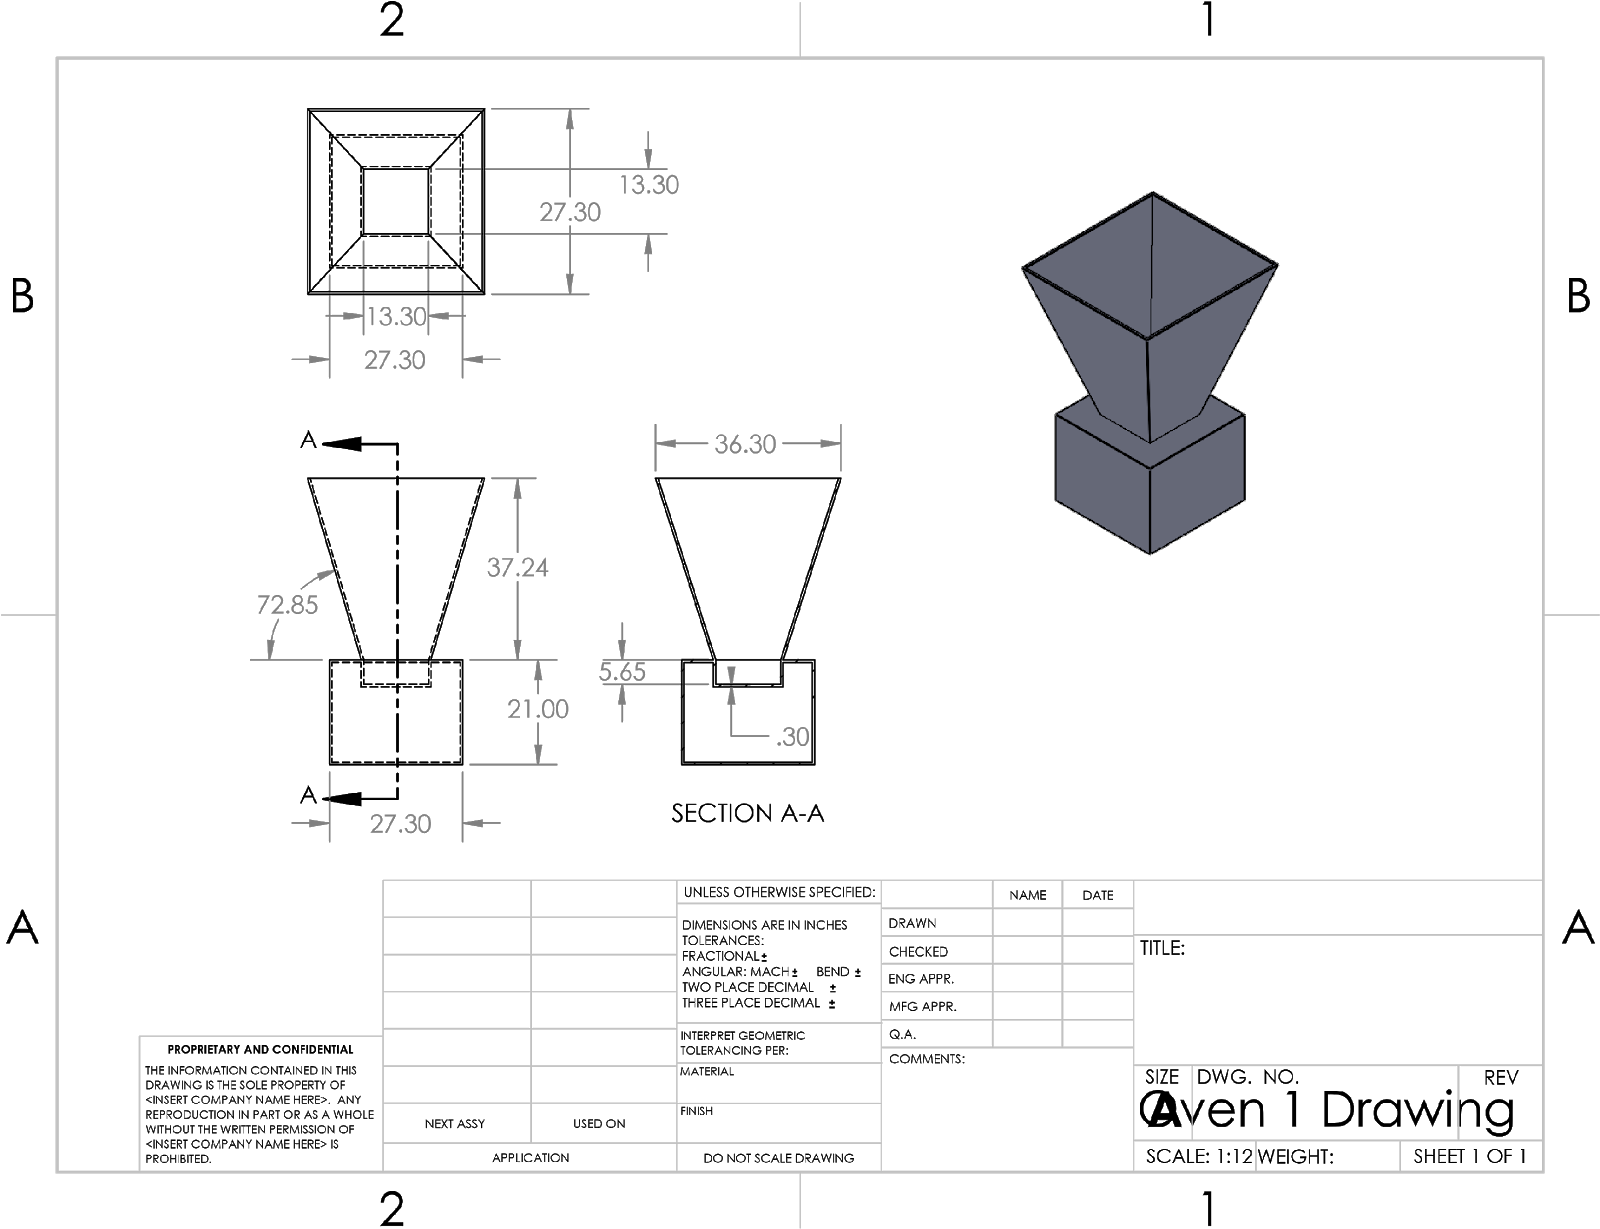 2
1
B
B
13.30
27.30
13.30
27.30
A
36.30
37.24
72.85
5.65
21.00
.30
A
27.30
SECTION A-A
A
A
UNLESS OTHERWISE SPECIFIED:
DIMENSIONS ARE IN INCHES
TOLERANCES:
FRACTIONAL±
ANGULAR: MACH± BEND ±
TWO PLACE DECIMAL ±
THREE PLACE DECIMAL ±
INTERPRET GEOMETRIC
TOLERANCING PER:
MATERIAL
FINISH
DO NOT SCALE DRAWING
NAME DATE
DRAWN
CHECKED
ENG APPR.
MFG APPR.
Q.A.
COMMENTS:
TITLE:
SIZE DWG. NO. REV
A
Oven 1 Drawing
SCALE: 1:12 WEIGHT: SHEET 1 OF 1
PROPRIETARY AND CONFIDENTIAL
THE INFORMATION CONTAINED IN THIS
DRAWING IS THE SOLE PROPERTY OF
<INSERT COMPANY NAME HERE>. ANY
REPRODUCTION IN PART OR AS A WHOLE
WITHOUT THE WRITTEN PERMISSION OF
<INSERT COMPANY NAME HERE> IS
PROHIBITED.
NEXT ASSY USED ON
APPLICATION
2
1